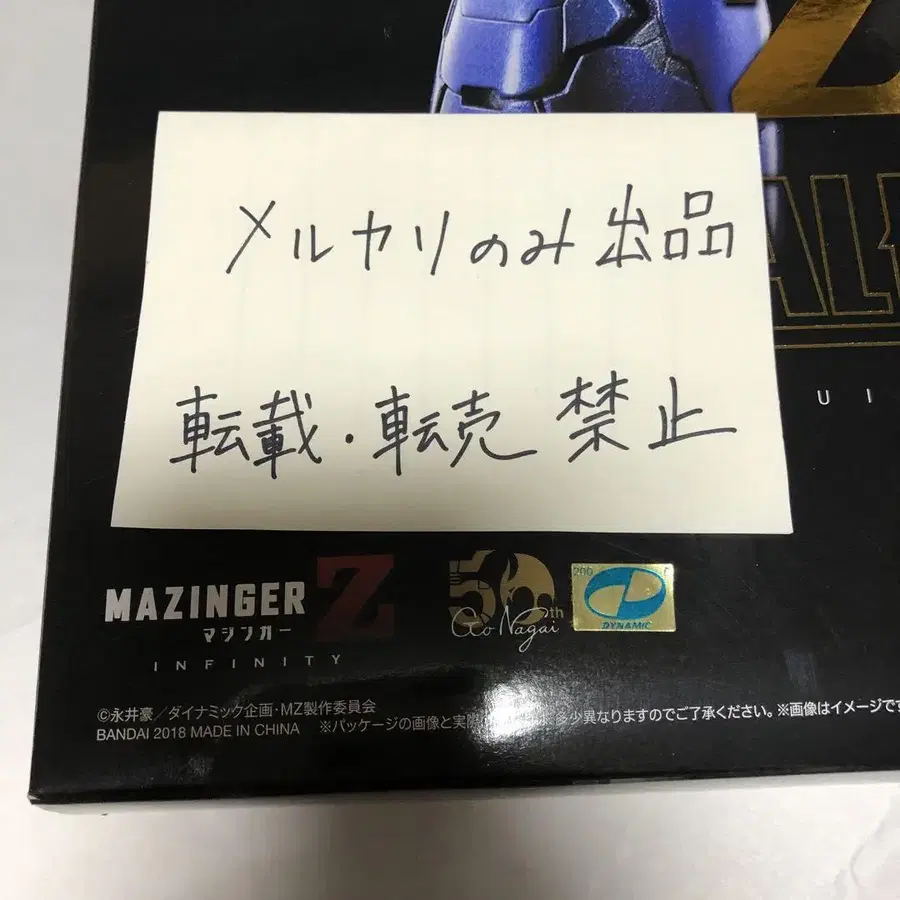 メルカリのみ出品
転載・転売 禁止
UI
MAZINGER Z
マジンガー
INFINITY
50th
Go Nagai
DYNAMIC
©永井豪/ダイナミック企画・MZ製作委員会
BANDAI 2018 MADE IN CHINA ※パッケージの画像と実際 多少異なりますのでご了承ください。※画像はイメージです